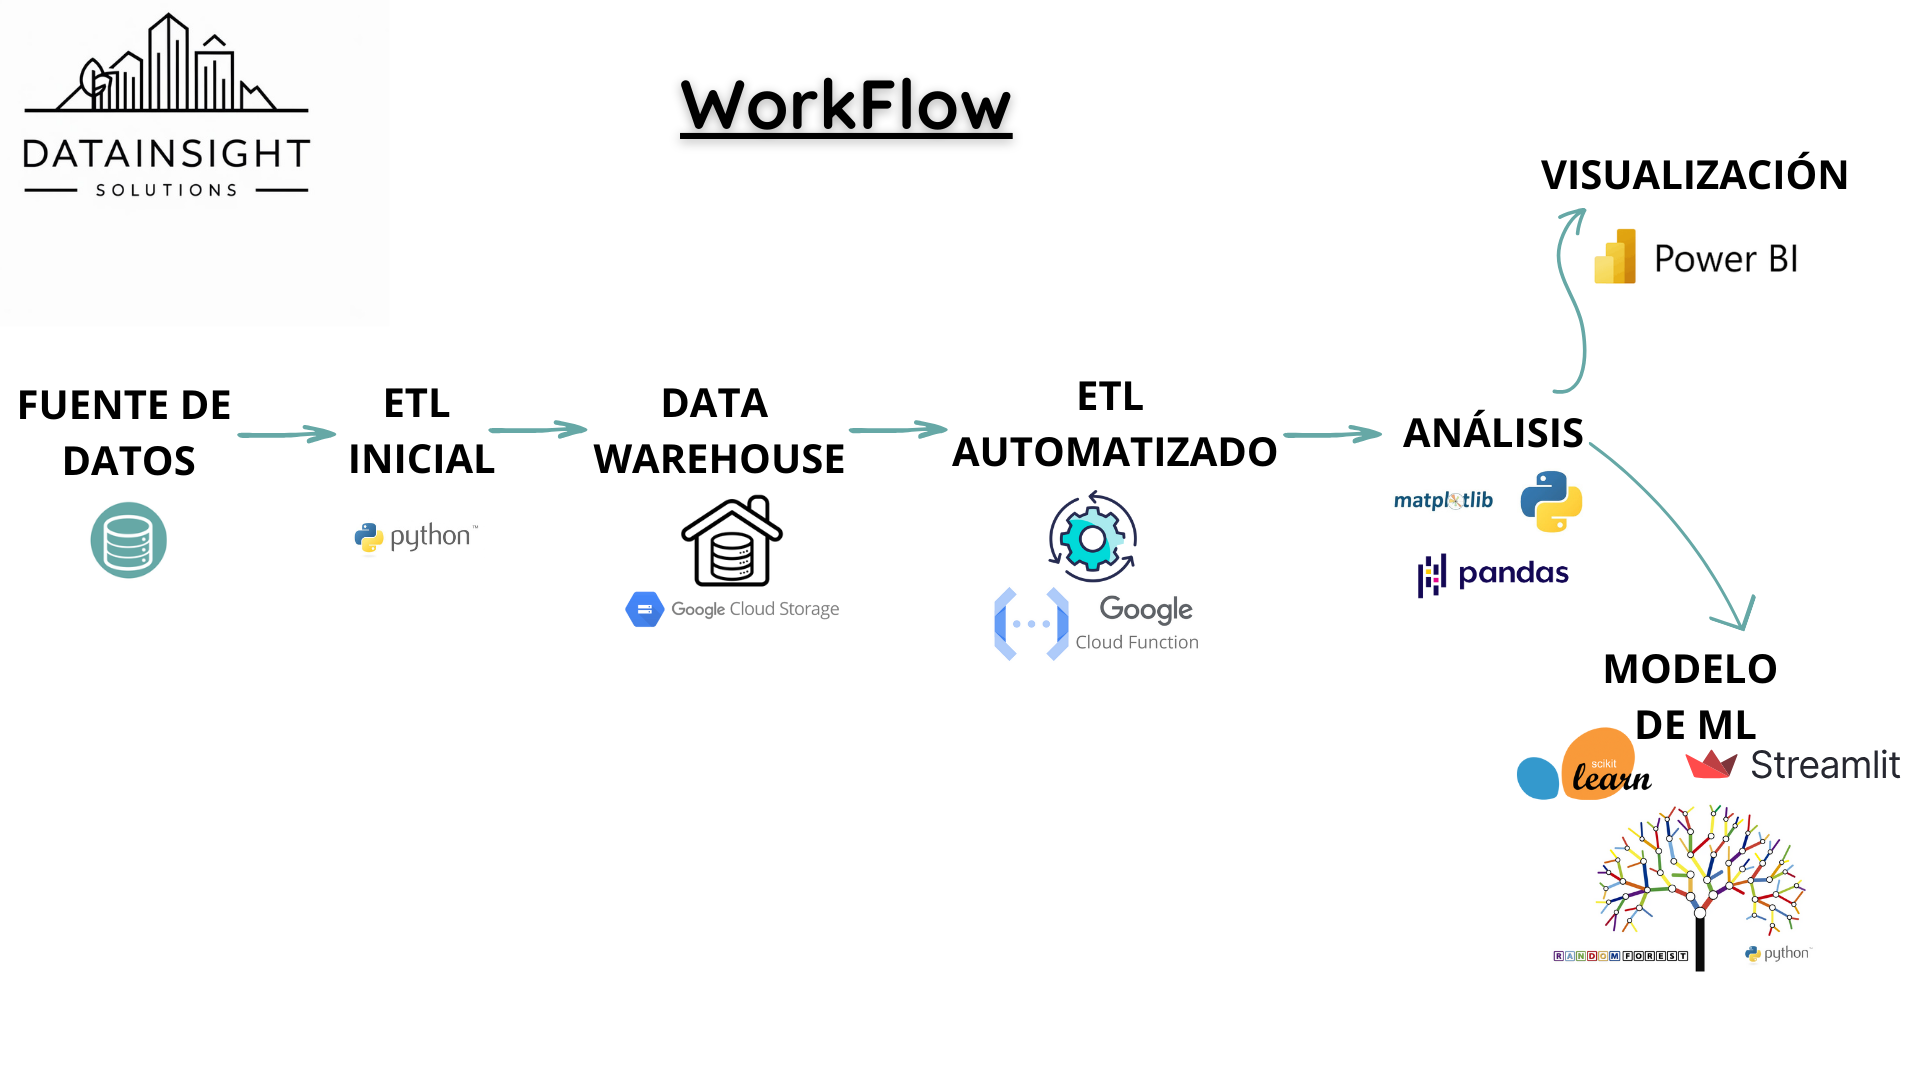 DATAINSIGHT
SOLUTIONS
WorkFlow
FUENTE DE
DATOS
ETL
INICIAL
python™
DATA
WAREHOUSE
Google Cloud Storage
ETL
AUTOMATIZADO
Google
Cloud Function
ANÁLISIS
matplotlib
pandas
VISUALIZACIÓN
Power BI
MODELO
DE ML
scikit
learn
Streamlit
RANDOM FOREST
python